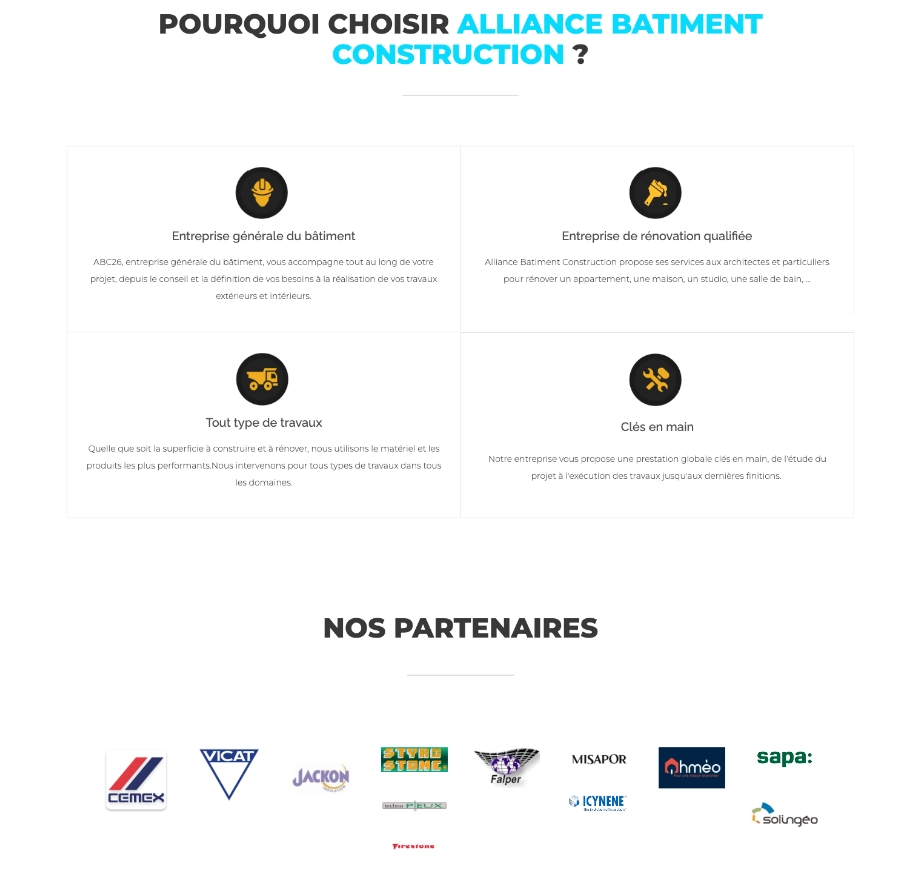 POURQUOI CHOISIR ALLIANCE BATIMENT
CONSTRUCTION ?
Entreprise générale du bâtiment
ABC26, entreprise générale du bâtiment, vous accompagne tout au long de votre
projet, depuis le conseil et la définition de vos besoins à la réalisation de vos travaux
extérieurs et intérieurs.
Entreprise de rénovation qualifiée
Alliance Batiment Construction propose ses services aux architectes et particuliers
pour rénover un appartement, une maison, un studio, une salle de bain, ...
Tout type de travaux
Quelle que soit la superficie à construire et à rénover, nous utilisons le matériel et les
produits les plus performants.Nous intervenons pour tous types de travaux dans tous
les domaines.
Clés en main
Notre entreprise vous propose une prestation globale clés en main, de l'étude du
projet à l'exécution des travaux jusqu'aux dernières finitions.
NOS PARTENAIRES
CEMEX
VICAT
JACKON
STYRO
STONE
PIEUX
Firestone
Falper
MISAPOR
ICYNENE
Ohméo
sapa:
solingéo